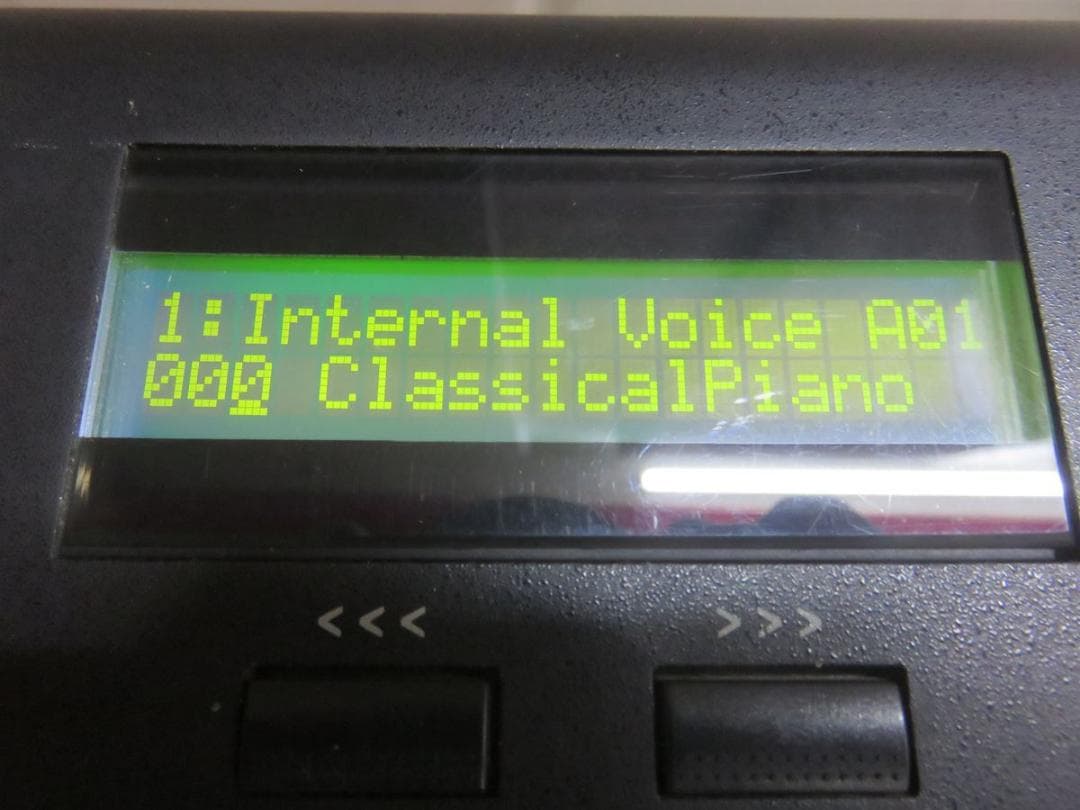 1:Internal Voice A01
000 ClassicalPiano
<<< >>>